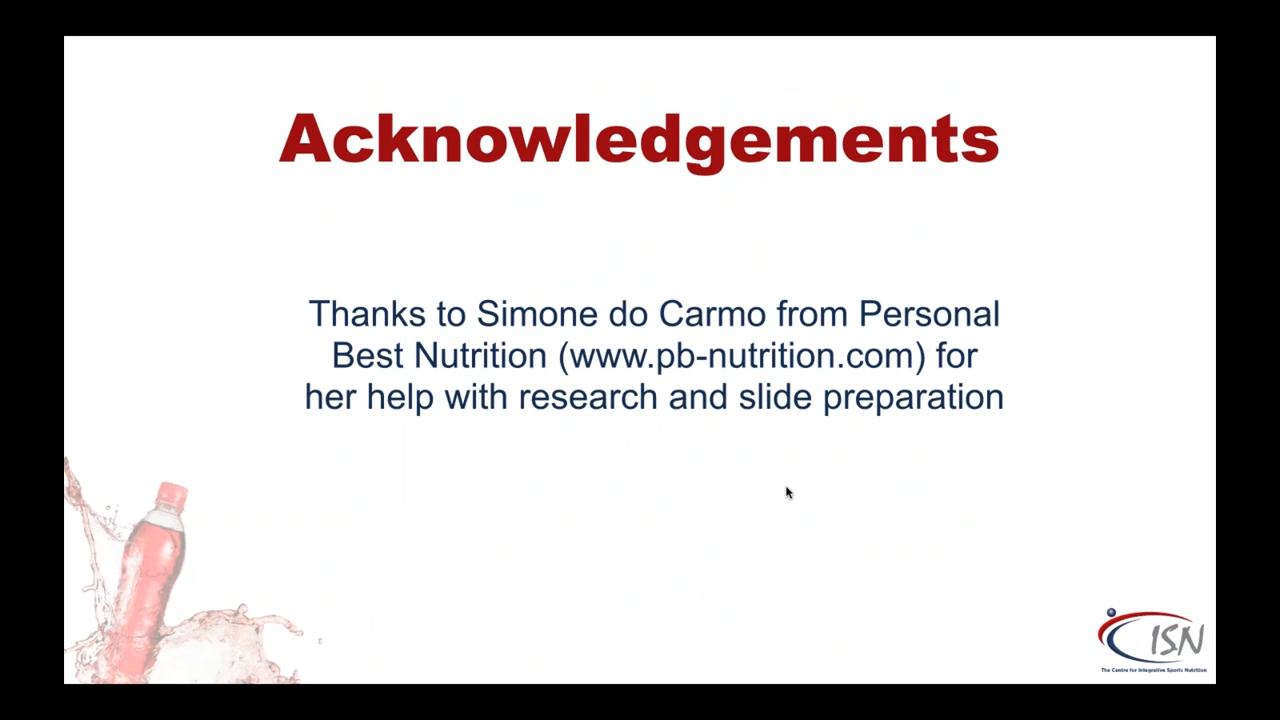 Acknowledgements
Thanks to Simone do Carmo from Personal
Best Nutrition (www.pb-nutrition.com) for
her help with research and slide preparation
CISN
The Centre for Integrative Sports Nutrition